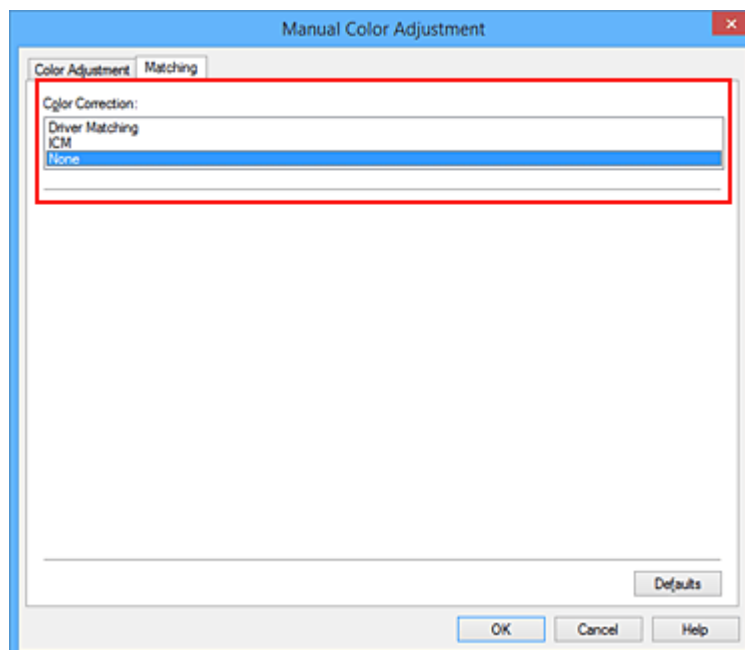 Manual Color Adjustment
Color Adjustment Matching
Color Correction:
Driver Matching
ICM
None
Defaults
OK Cancel Help